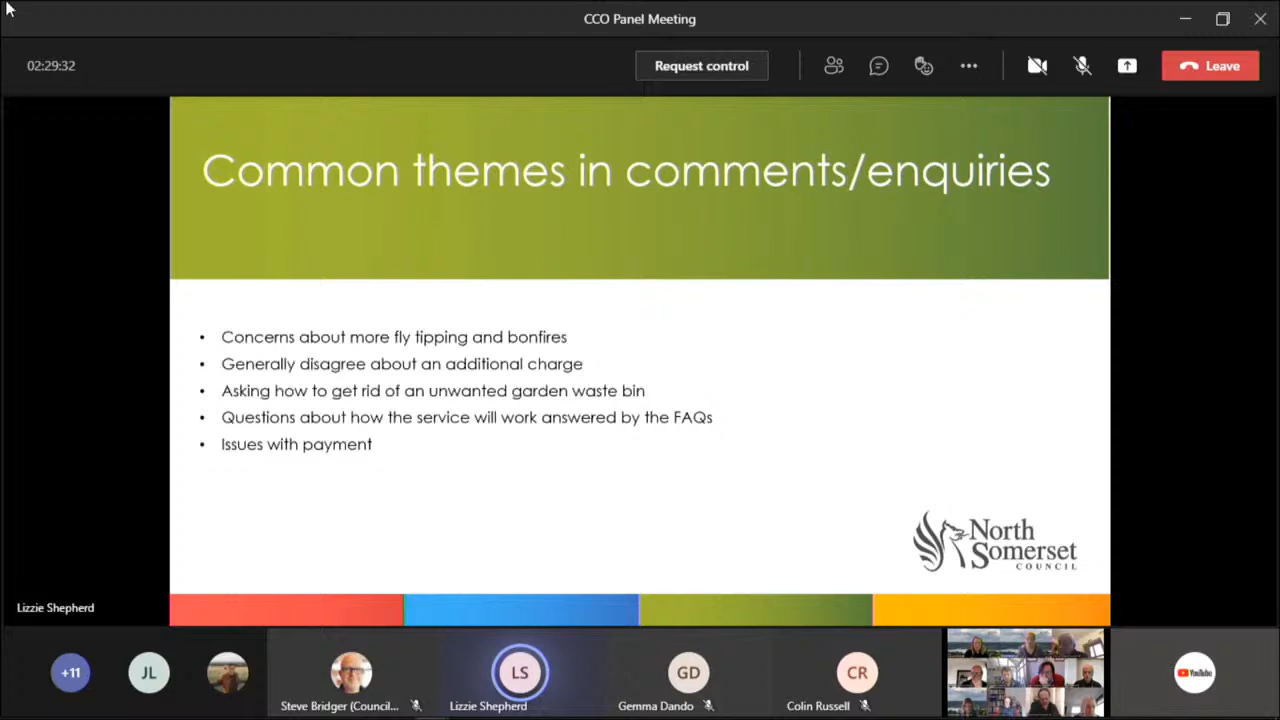 CCO Panel Meeting
02:29:32
Request control
Leave
Common themes in comments/enquiries
• Concerns about more fly tipping and bonfires
• Generally disagree about an additional charge
• Asking how to get rid of an unwanted garden waste bin
• Questions about how the service will work answered by the FAQs
• Issues with payment
North
Somerset
COUNCIL
Lizzie Shepherd
+11
JL
LS
GD
CR
YouTube
Steve Bridger (Council...
Lizzie Shepherd
Gemma Dando
Colin Russell